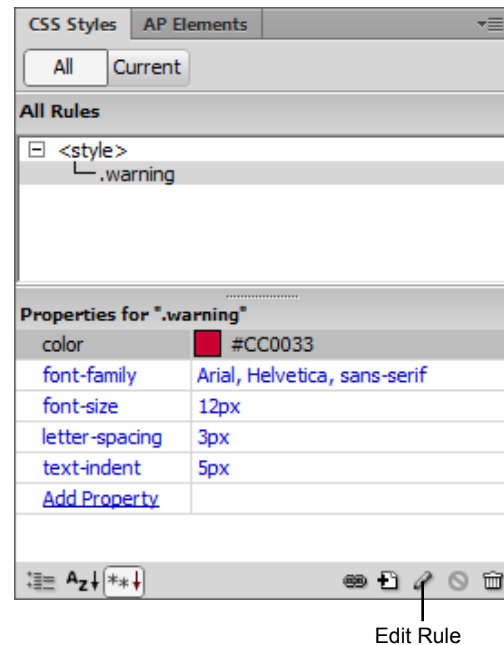 CSS Styles AP Elements
All Current
All Rules
<style>
.warning
Properties for ".warning"
color #CC0033
font-family Arial, Helvetica, sans-serif
font-size 12px
letter-spacing 3px
text-indent 5px
Add Property
Az↓ **↓
Edit Rule